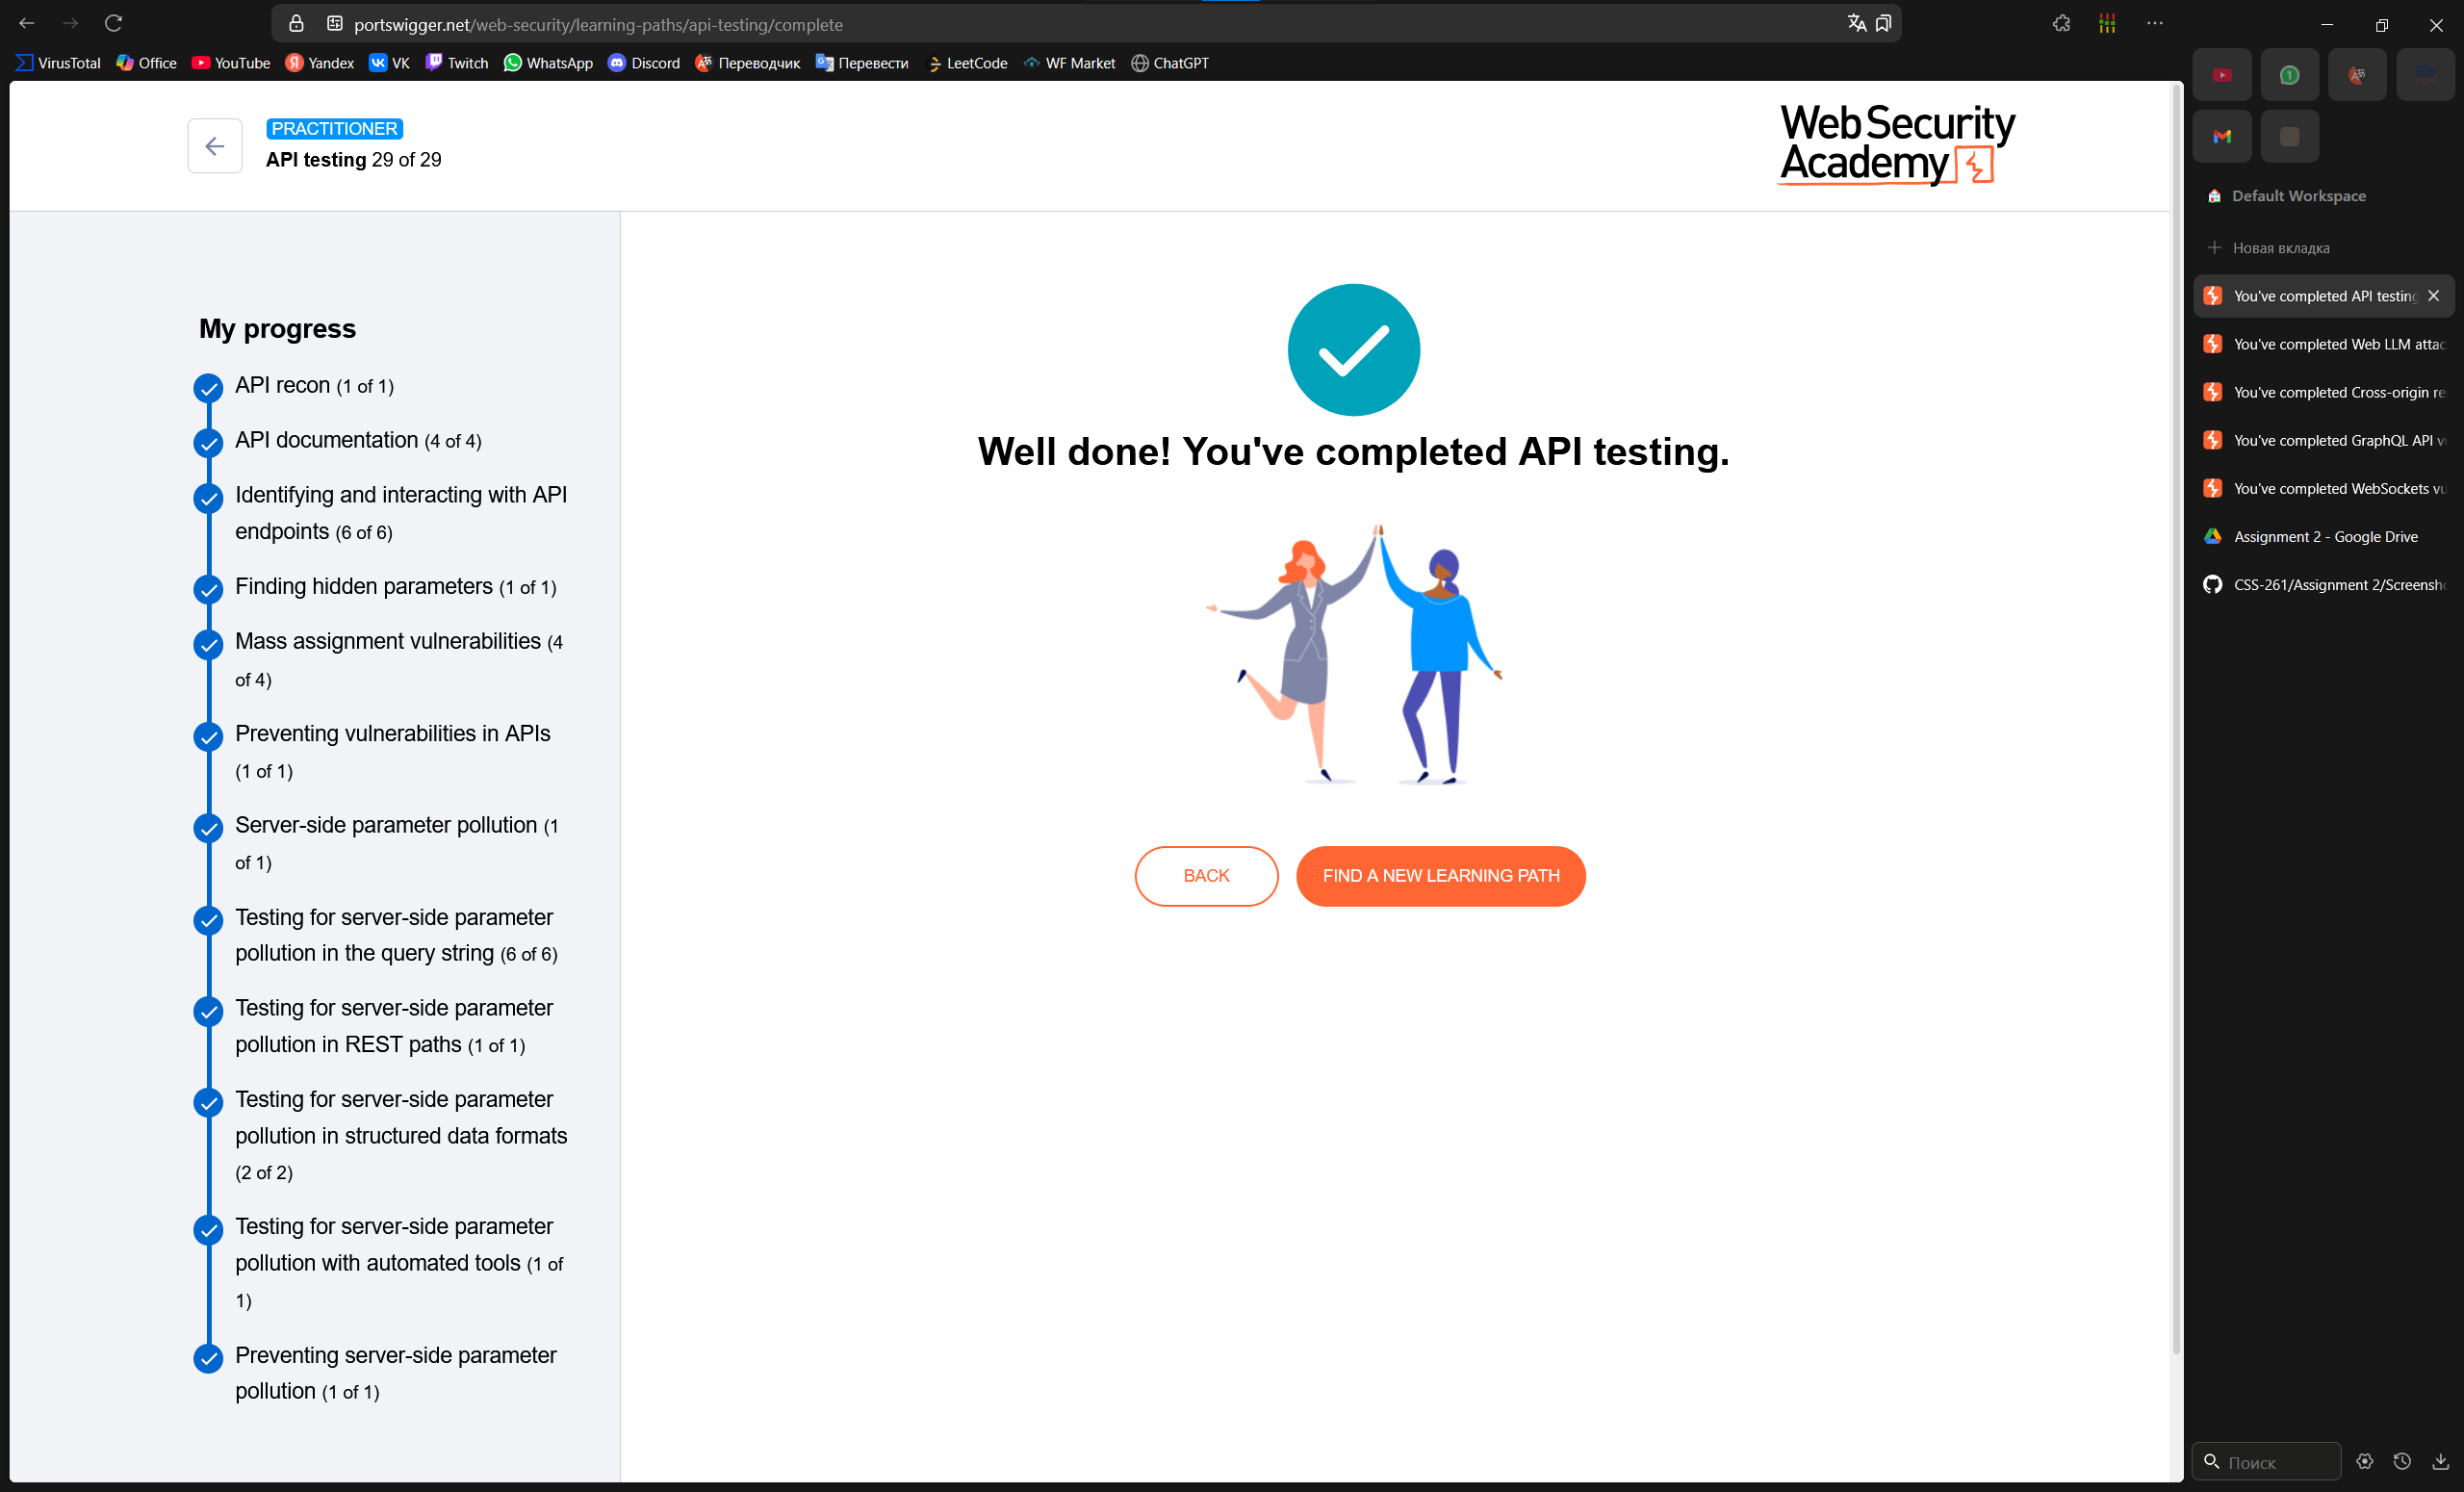 portswigger.net/web-security/learning-paths/api-testing/complete
VirusTotal
Office
YouTube
Yandex
VK
Twitch
WhatsApp
Discord
Переводчик
Перевести
LeetCode
WF Market
ChatGPT
PRACTITIONER
API testing 29 of 29
Web Security
Academy
My progress
API recon (1 of 1)
API documentation (4 of 4)
Identifying and interacting with API
endpoints (6 of 6)
Finding hidden parameters (1 of 1)
Mass assignment vulnerabilities (4
of 4)
Preventing vulnerabilities in APIs
(1 of 1)
Server-side parameter pollution (1
of 1)
Testing for server-side parameter
pollution in the query string (6 of 6)
Testing for server-side parameter
pollution in REST paths (1 of 1)
Testing for server-side parameter
pollution in structured data formats
(2 of 2)
Testing for server-side parameter
pollution with automated tools (1 of
1)
Preventing server-side parameter
pollution (1 of 1)
Well done! You've completed API testing.
BACK
FIND A NEW LEARNING PATH
Default Workspace
Новая вкладка
You've completed API testing
You've completed Web LLM attac
You've completed Cross-origin re
You've completed GraphQL API v
You've completed WebSockets vu
Assignment 2 - Google Drive
CSS-261/Assignment 2/Screensho
Поиск